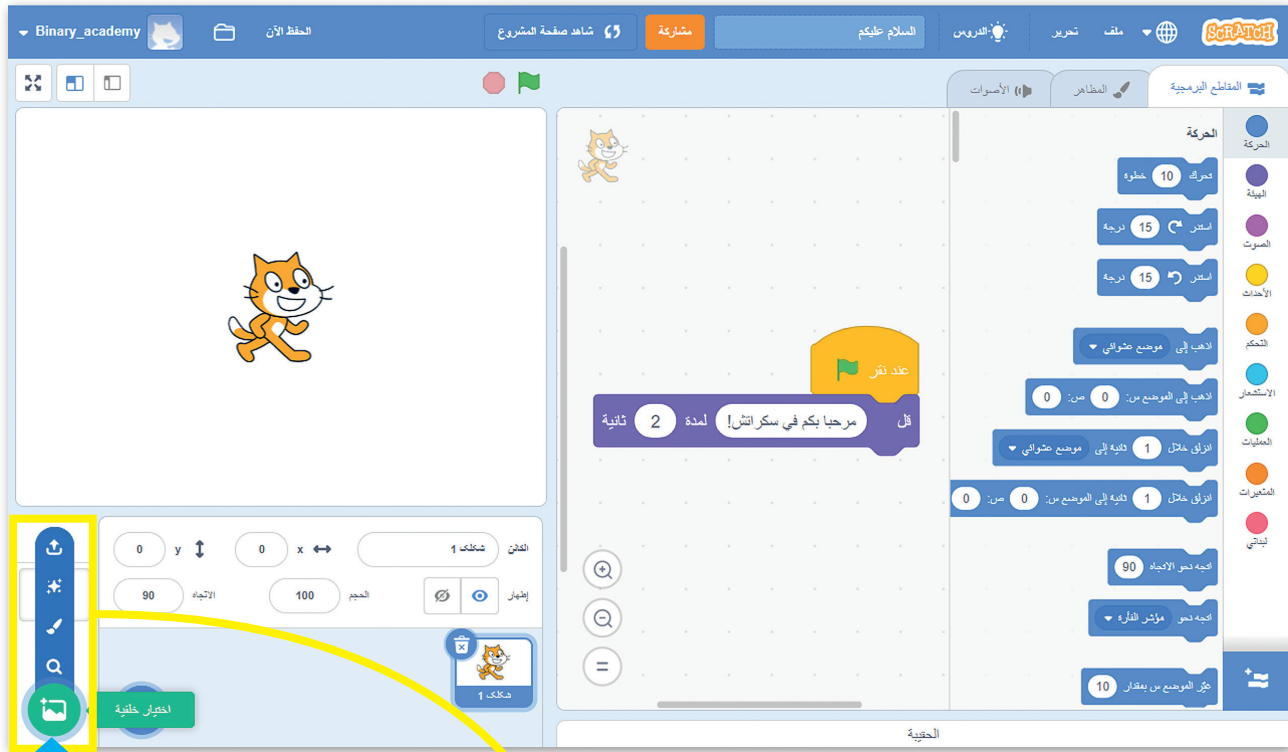 SCRATCH
ملف
تحرير
الدروس
السلام عليكم
مشاركة
شاهد صفحة المشروع
الحفظ الآن
Binary_academy
المقاطع البرمجية
المظاهر
الأصوات
الحركة
الهيئة
الصوت
الأحداث
التحكم
الاستشعار
العمليات
المتغيرات
لبناتي
الحركة
تحرك 10 خطوة
استدر 15 درجة
استدر 15 درجة
اذهب إلى موضع عشوائي
اذهب إلى الموضع س: 0 ص: 0
انزلق خلال 1 ثانية إلى موضع عشوائي
انزلق خلال 1 ثانية إلى الموضع س: 0 ص: 0
اتجه نحو الاتجاه 90
اتجه نحو مؤشر الفأرة
غيّر الموضع س بمقدار 10
عند نقر
قل مرحبا بكم في سكراتش! لمدة 2 ثانية
الكائن شكلك 1 x 0 y 0
إظهار الحجم 100 الاتجاه 90
شكلك 1
اختيار خلفية
الحقيبة